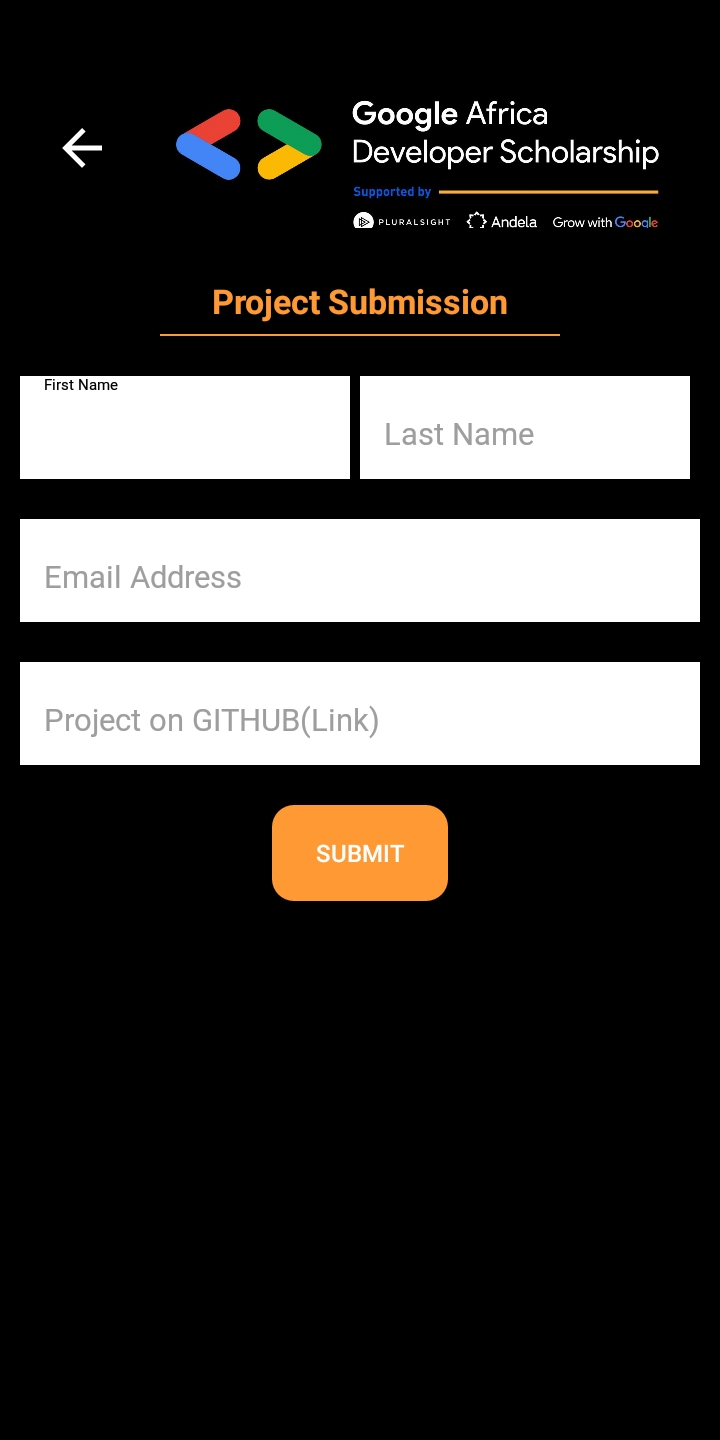 Google Africa
Developer Scholarship
Supported by
PLURALSIGHT Andela Grow with Google
Project Submission
First Name
Last Name
Email Address
Project on GITHUB(Link)
SUBMIT